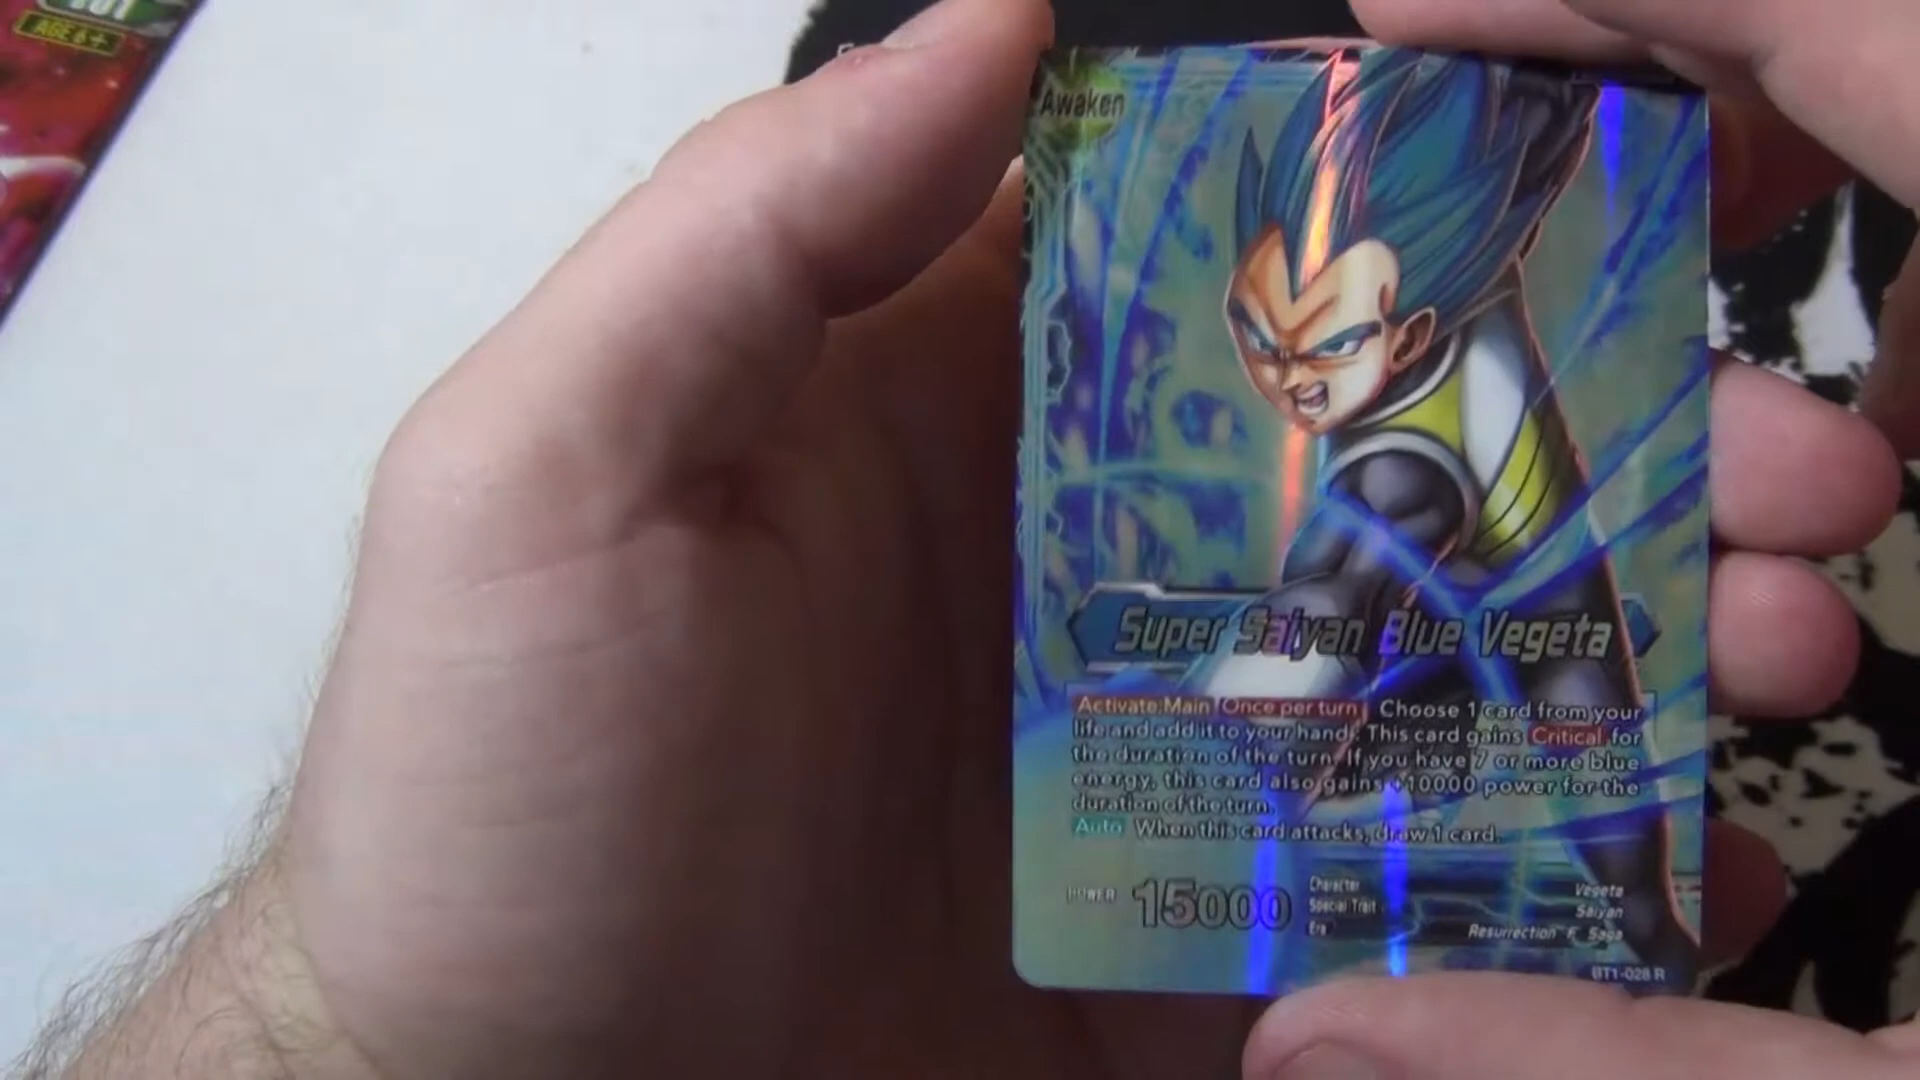 AGE 6+
Awaken
Super Saiyan Blue Vegeta
Activate:Main Once per turn Choose 1 card from your
life and add it to your hand. This card gains Critical for
the duration of the turn. If you have 7 or more blue
energy, this card also gains +10000 power for the
duration of the turn.
Auto When this card attacks, draw 1 card.
POWER 15000
Character Vegeta
Special Trait Saiyan
Era Resurrection F Saga
BT1-028 R